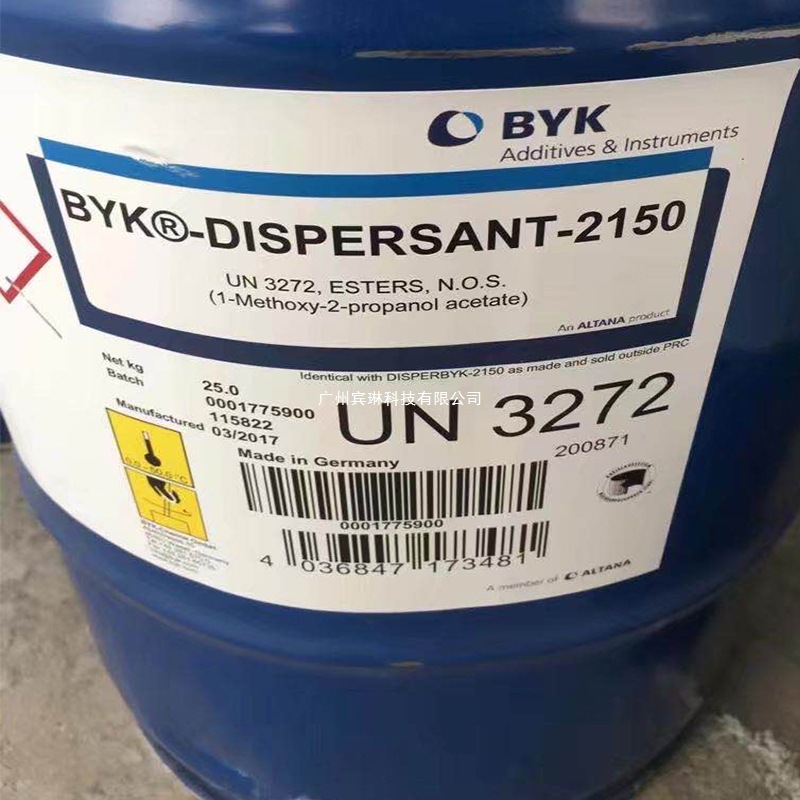 BYK
Additives & Instruments
BYK®-DISPERSANT-2150
UN 3272, ESTERS, N.O.S.
(1-Methoxy-2-propanol acetate)
An ALTANA product
Identical with DISPERBYK-2150 as made and sold outside PRC
Net kg 25.0
Batch 0001775900
115822
Manufactured 03/2017
广州宾琳科技有限公司
UN 3272
200871
Made in Germany
0001775900
4 036847 173481
A member of ALTANA